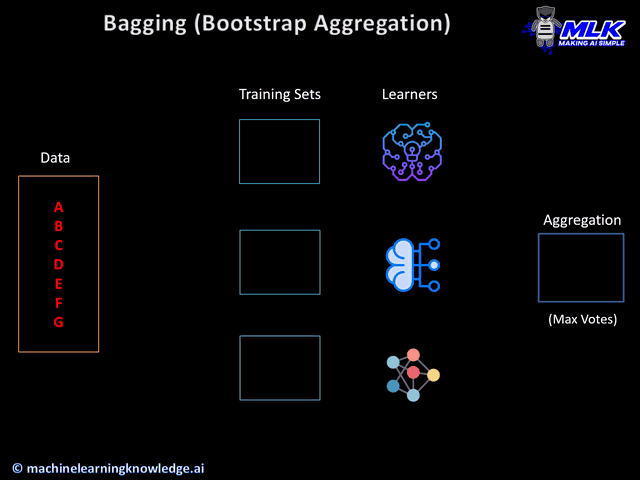 Bagging (Bootstrap Aggregation)
MLK
MAKING AI SIMPLE
Training Sets
Learners
Data
A
B
C
D
E
F
G
Aggregation
(Max Votes)
© machinelearningknowledge.ai